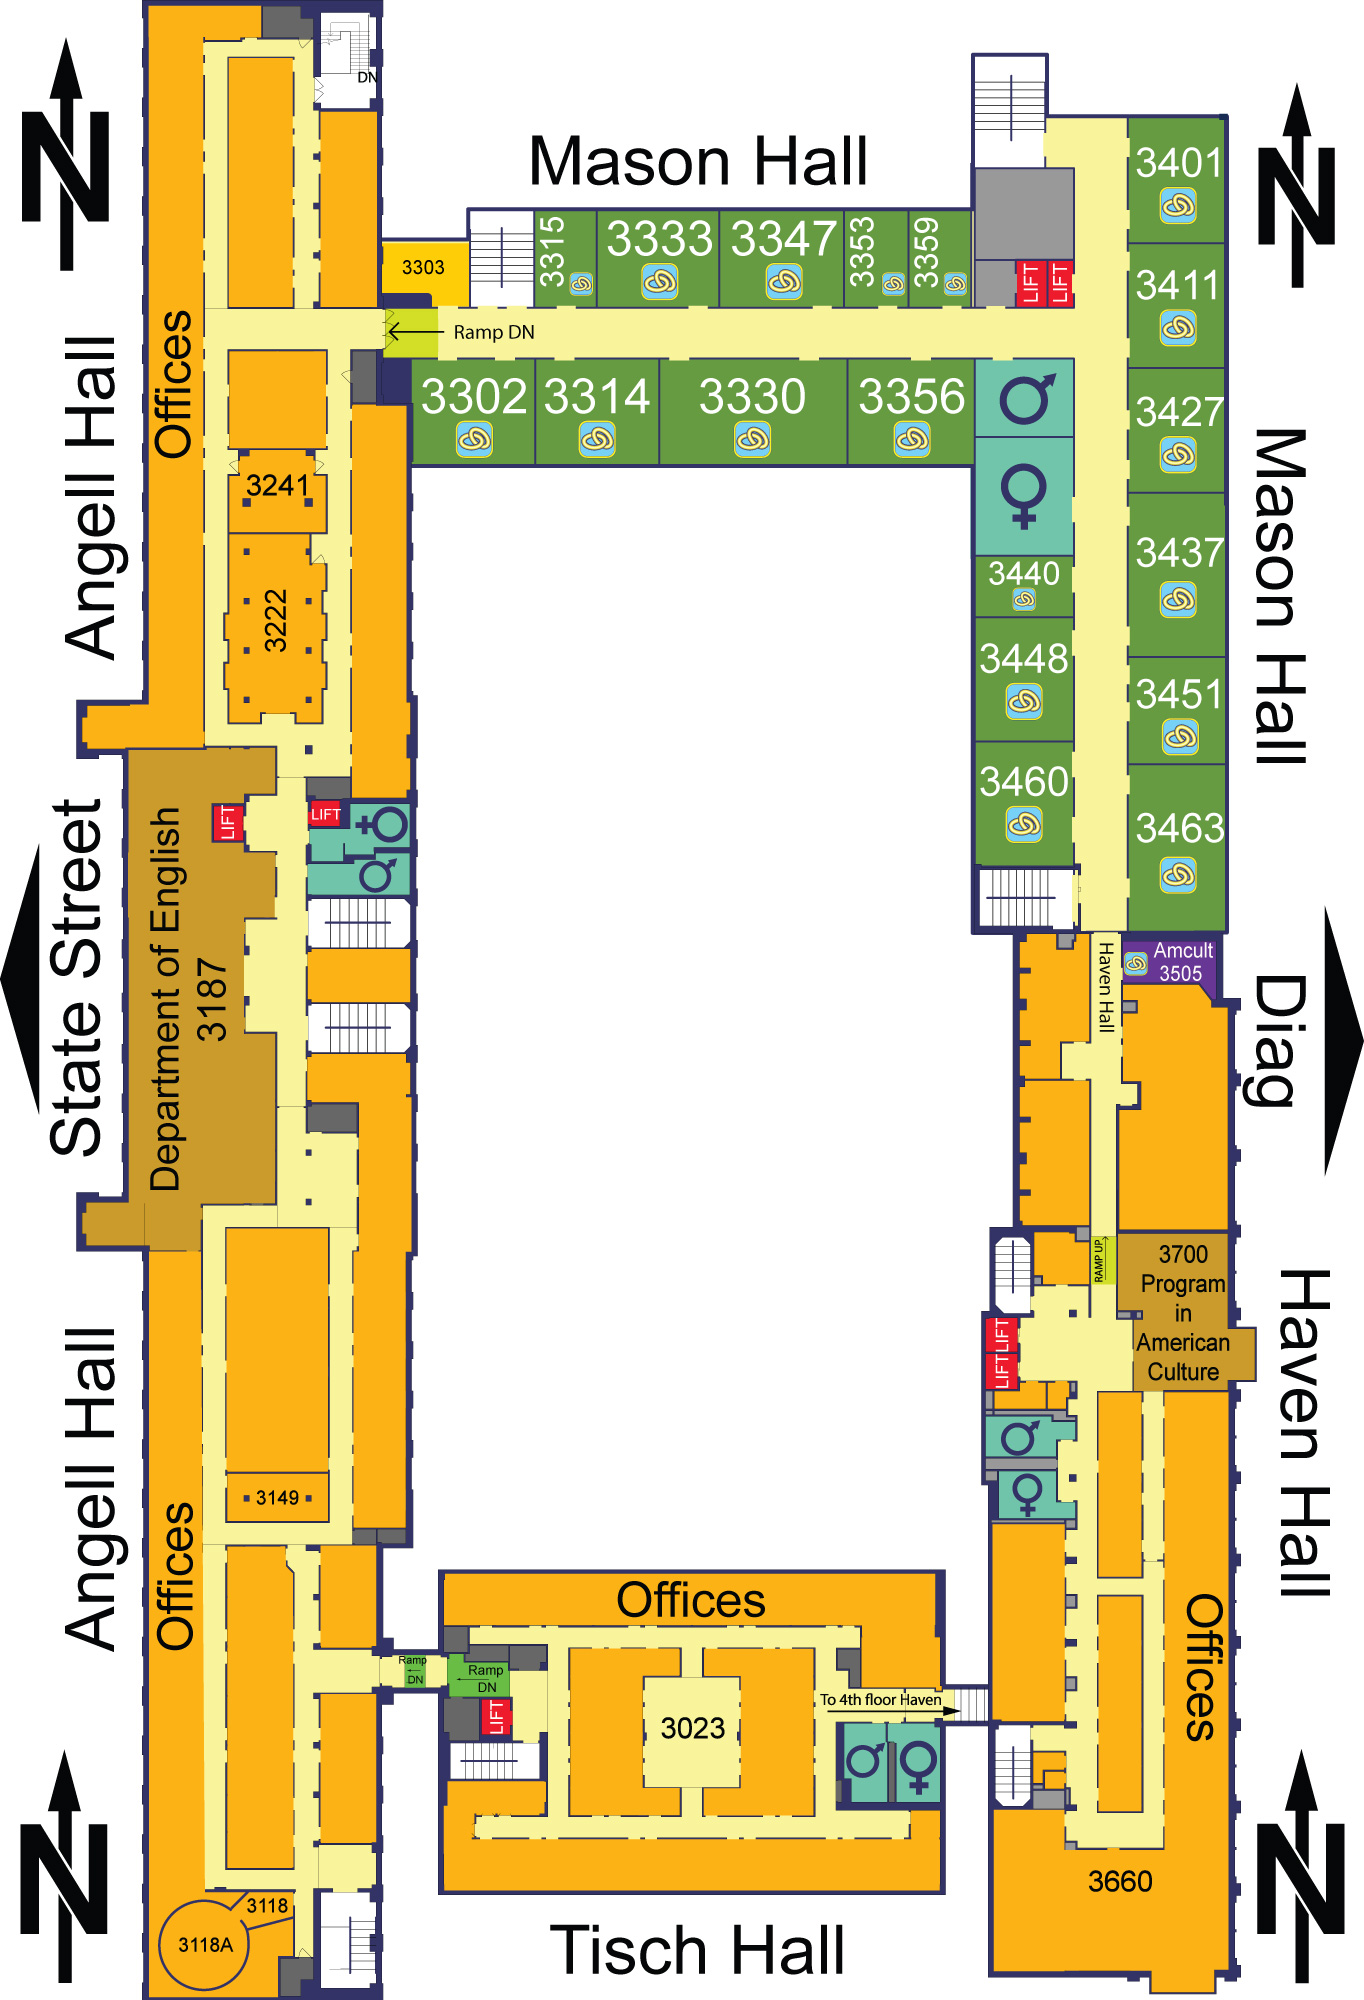 DN
N
Mason Hall
N
3401
3315
3333
3347
3353
3359
3303
LIFT
LIFT
3411
Ramp DN
Offices
Angell Hall
3302
3314
3330
3356
3427
3241
Mason Hall
3437
3440
3222
3448
3451
3460
3463
LIFT
LIFT
State Street
Department of English
3187
Haven Hall
Amcult
3505
Diag
RAMP UP
3700
Program
in
American
Culture
LIFT
LIFT
Haven Hall
Angell Hall
3149
Offices
Offices
Offices
Ramp
DN
Ramp
DN
LIFT
To 4th floor Haven
3023
N
N
3660
3118
3118A
Tisch Hall